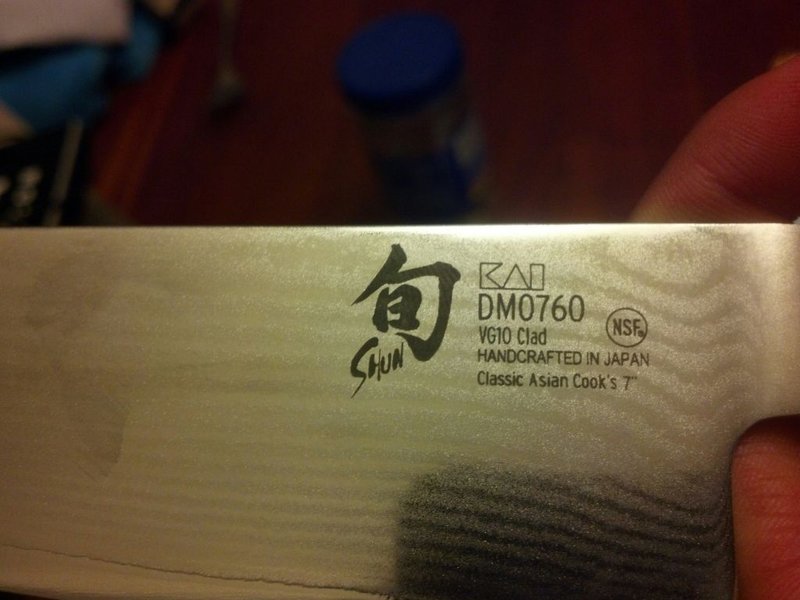 旬
SHUN
KAI
DM0760
VG10 Clad
NSF®
HANDCRAFTED IN JAPAN
Classic Asian Cook's 7"